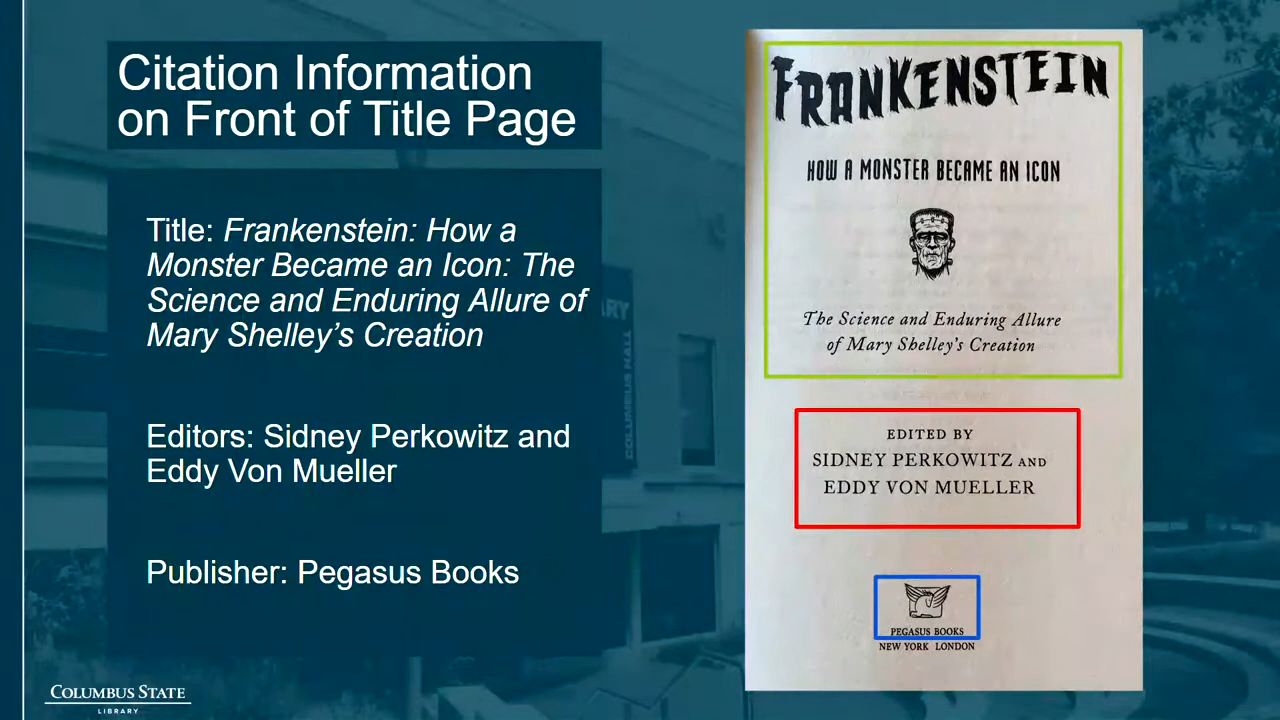 Citation Information
on Front of Title Page
Title: Frankenstein: How a
Monster Became an Icon: The
Science and Enduring Allure of
Mary Shelley’s Creation
Editors: Sidney Perkowitz and
Eddy Von Mueller
Publisher: Pegasus Books
COLUMBUS STATE
LIBRARY
COLUMBUS HALL
FRANKENSTEIN
HOW A MONSTER BECAME AN ICON
The Science and Enduring Allure
of Mary Shelley's Creation
EDITED BY
SIDNEY PERKOWITZ AND
EDDY VON MUELLER
PEGASUS BOOKS
NEW YORK LONDON